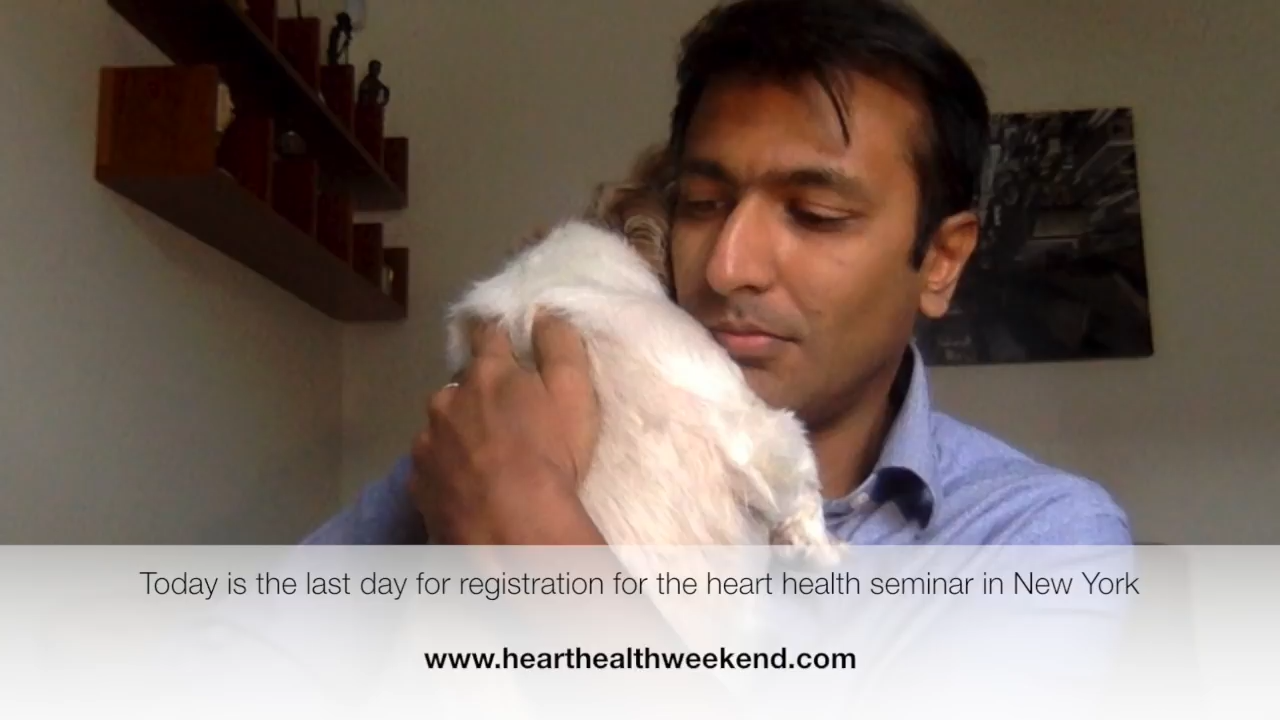 Today is the last day for registration for the heart health seminar in New York
www.hearthealthweekend.com